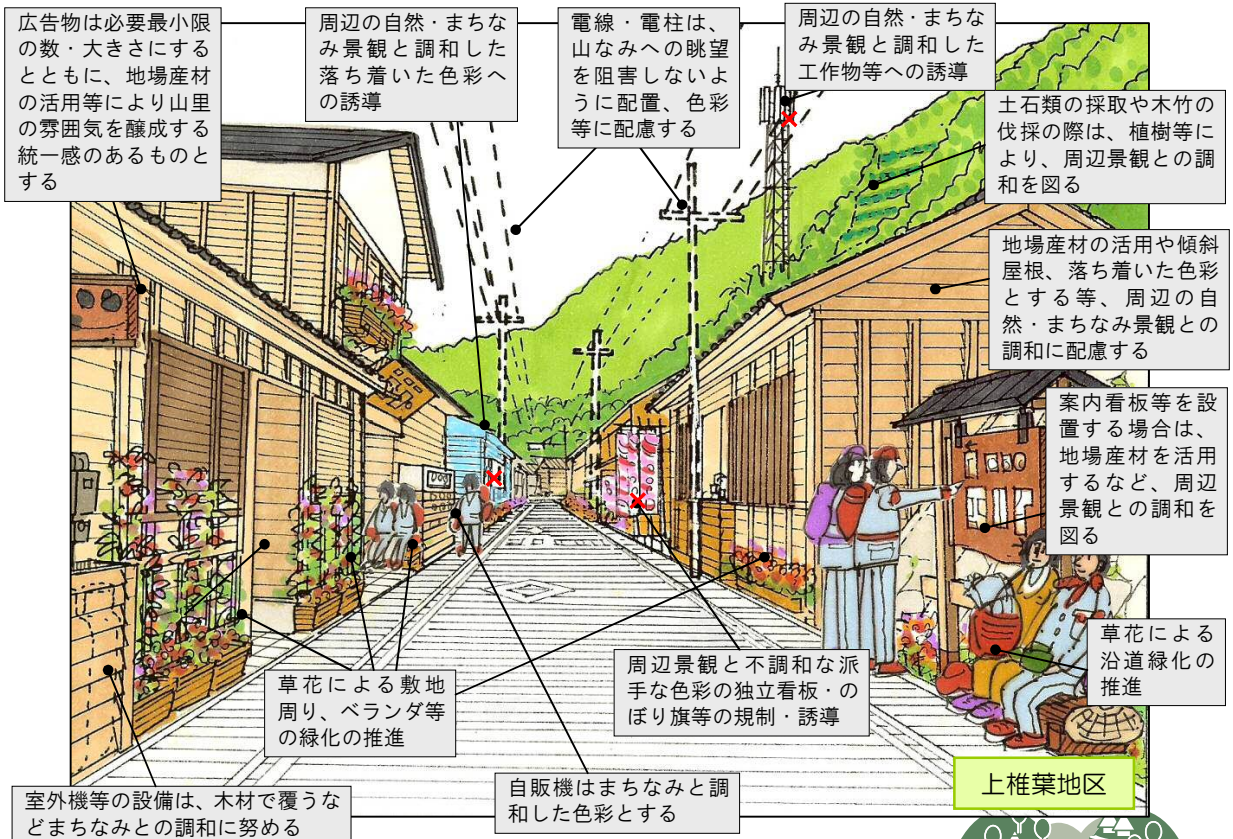 広告物は必要最小限
の数・大きさにする
とともに、地場産材
の活用等により山里
の雰囲気を醸成する
統一感のあるものと
する
周辺の自然・まちな
み景観と調和した
落ち着いた色彩へ
の誘導
電線・電柱は、
山なみへの眺望
を阻害しないよ
うに配置、色彩
等に配慮する
周辺の自然・まちな
み景観と調和した
工作物等への誘導
土石類の採取や木竹の
伐採の際は、植樹等に
より、周辺景観との調
和を図る
地場産材の活用や傾斜
屋根、落ち着いた色彩
とする等、周辺の自
然・まちなみ景観との
調和に配慮する
案内看板等を設
置する場合は、
地場産材を活用
するなど、周辺
景観との調和を
図る
草花による
沿道緑化の
推進
周辺景観と不調和な派
手な色彩の独立看板・の
ぼり旗等の規制・誘導
草花による敷地
周り、ベランダ等
の緑化の推進
自販機はまちなみと調
和した色彩とする
室外機等の設備は、木材で覆うな
どまちなみとの調和に努める
上椎葉地区